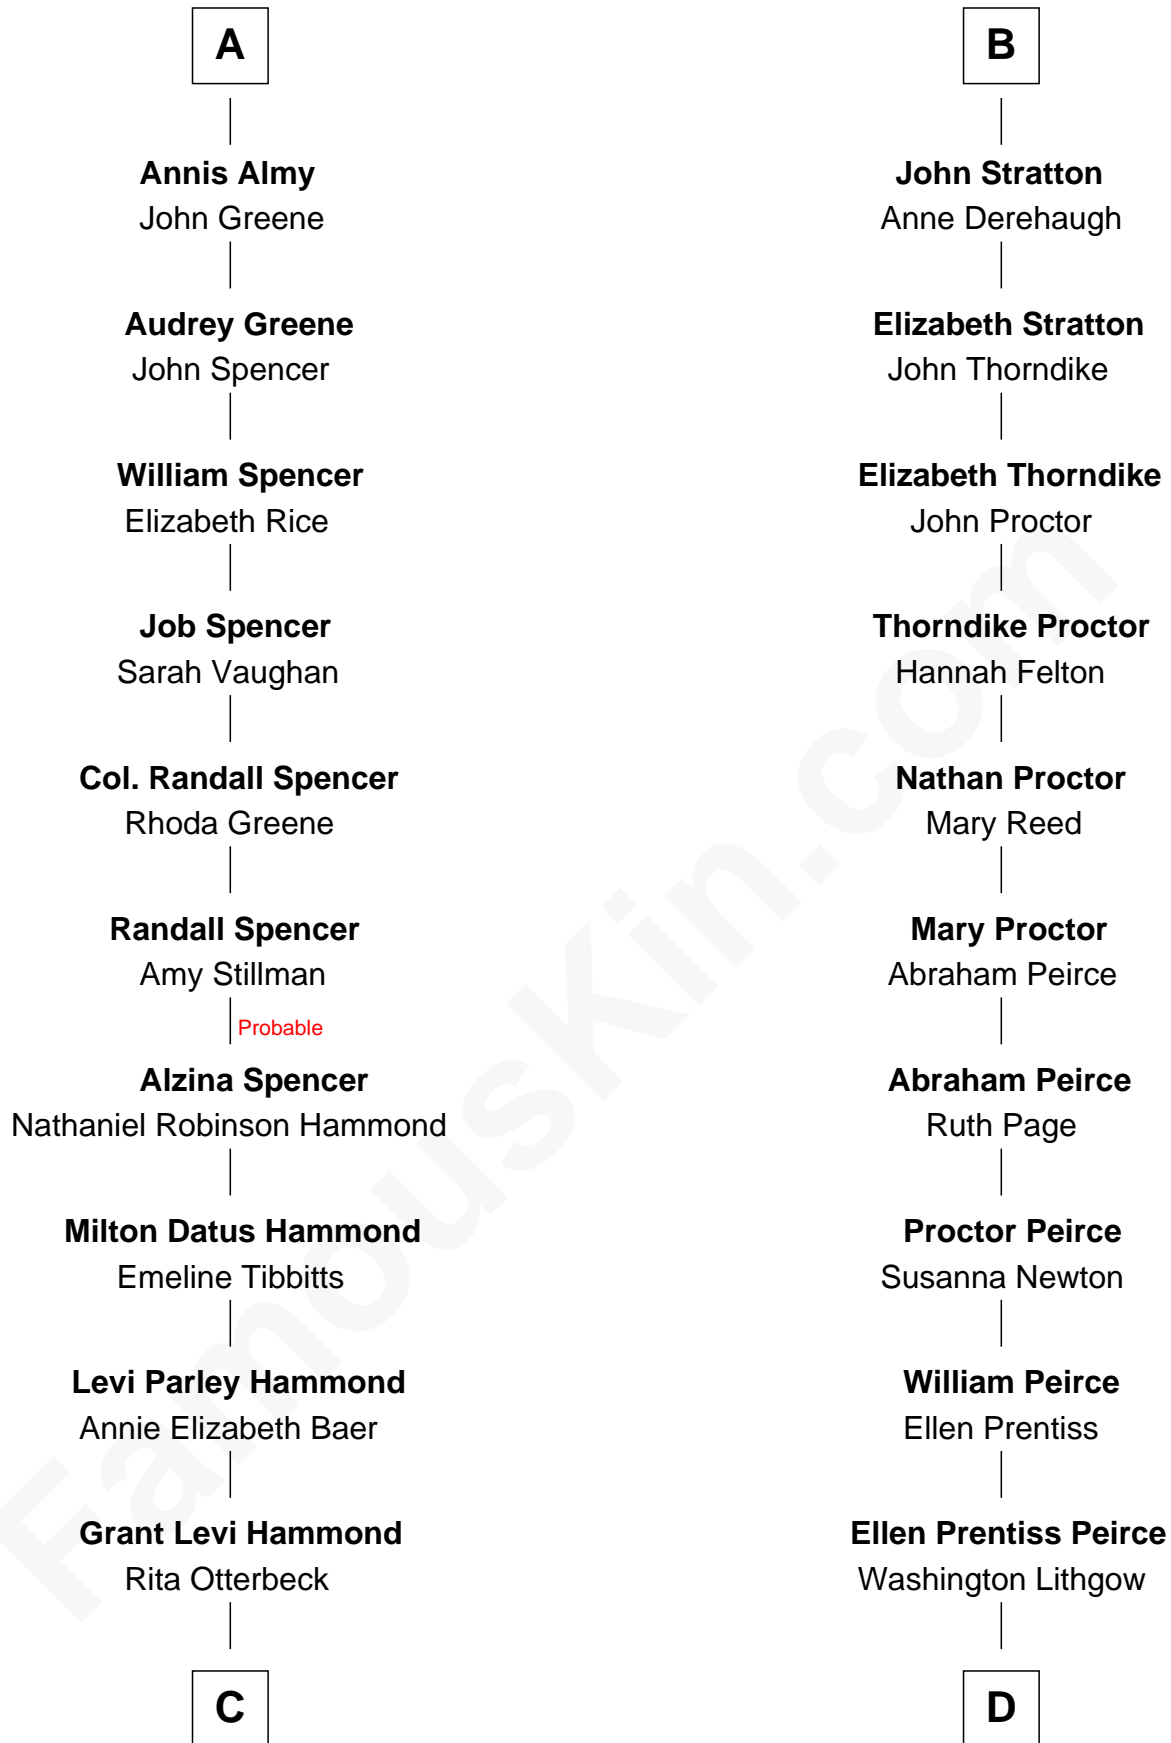 A
Annis Almy
John Greene
Audrey Greene
John Spencer
William Spencer
Elizabeth Rice
Job Spencer
Sarah Vaughan
Col. Randall Spencer
Rhoda Greene
Randall Spencer
Amy Stillman
Probable
Alzina Spencer
Nathaniel Robinson Hammond
Milton Datus Hammond
Emeline Tibbitts
Levi Parley Hammond
Annie Elizabeth Baer
Grant Levi Hammond
Rita Otterbeck
C
B
John Stratton
Anne Derehaugh
Elizabeth Stratton
John Thorndike
Elizabeth Thorndike
John Proctor
Thorndike Proctor
Hannah Felton
Nathan Proctor
Mary Reed
Mary Proctor
Abraham Peirce
Abraham Peirce
Ruth Page
Proctor Peirce
Susanna Newton
William Peirce
Ellen Prentiss
Ellen Prentiss Peirce
Washington Lithgow
D
FamousKin.com